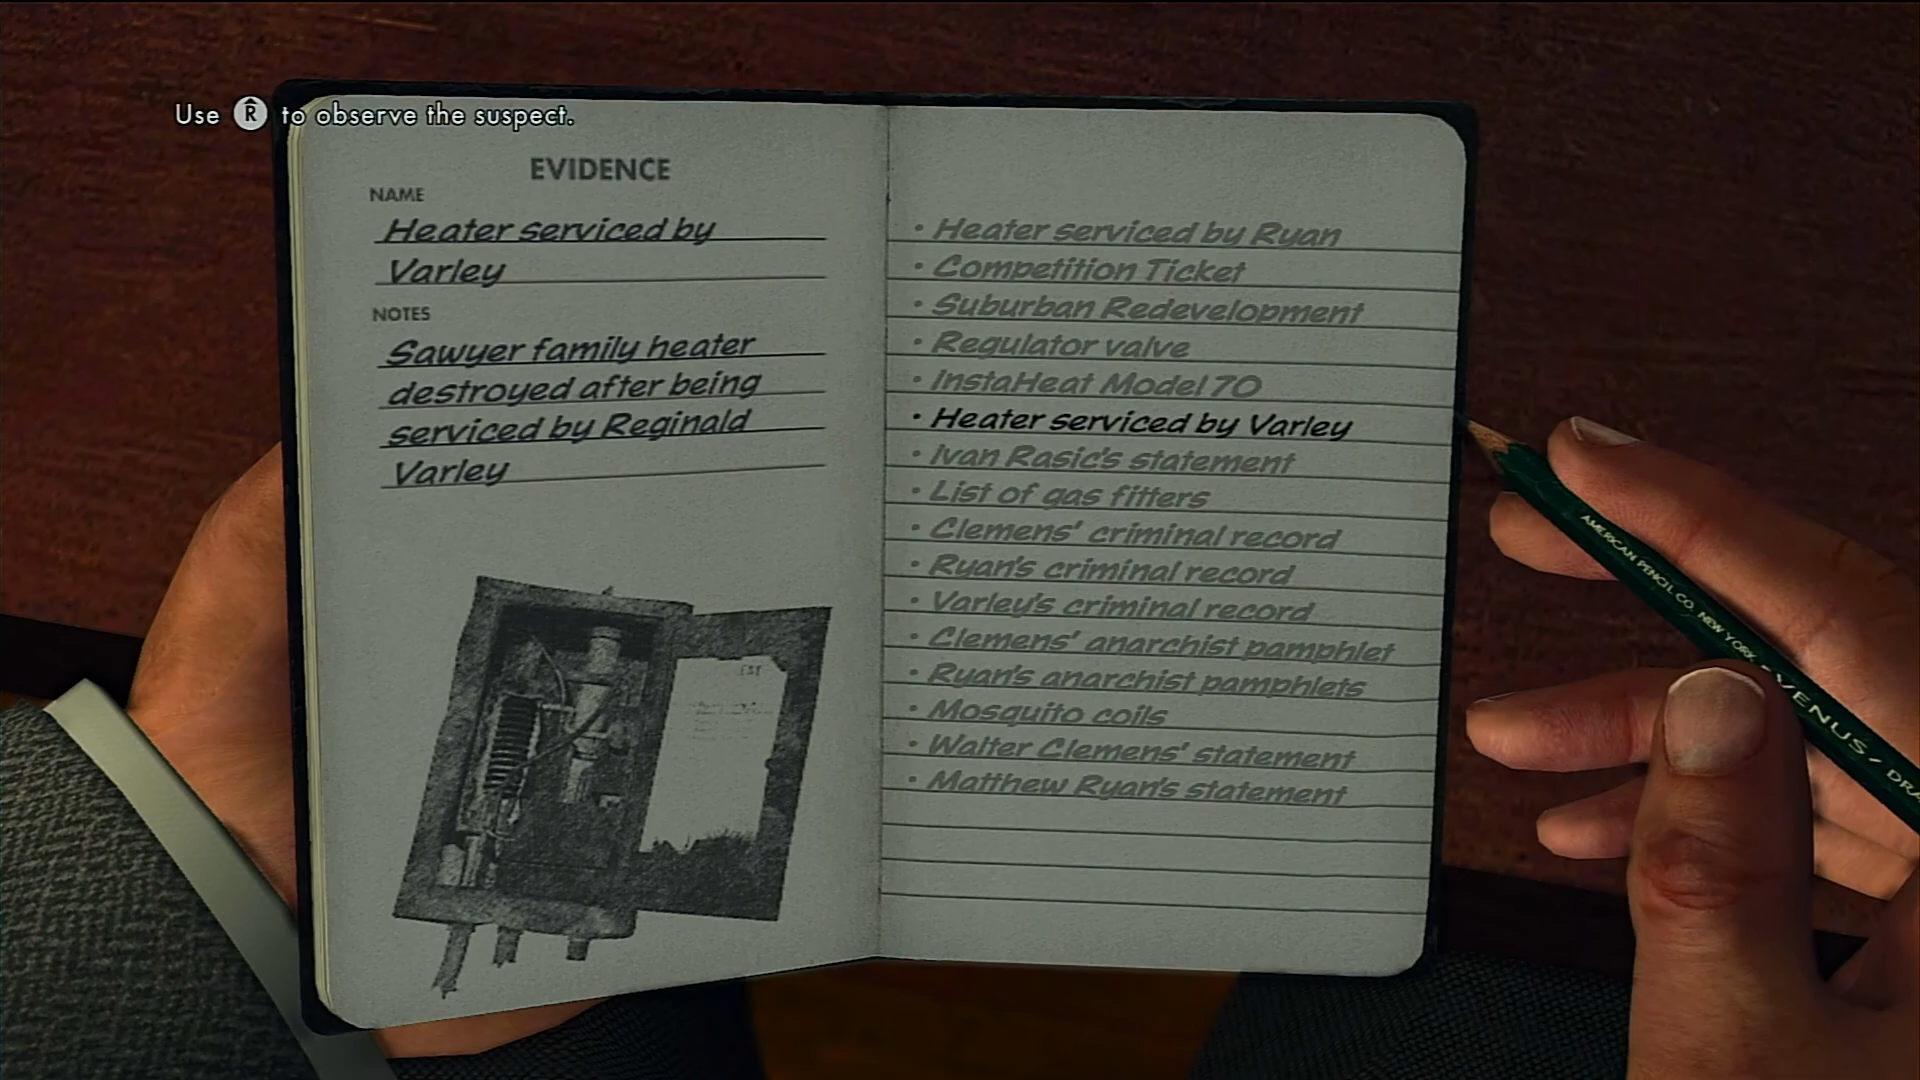 Use R to observe the suspect.
EVIDENCE
NAME
Heater serviced by
Varley
NOTES
Sawyer family heater
destroyed after being
serviced by Reginald
Varley
• Heater serviced by Ryan
• Competition Ticket
• Suburban Redevelopment
• Regulator valve
• InstaHeat Model 70
• Heater serviced by Varley
• Ivan Rasic's statement
• List of gas fitters
• Clemens' criminal record
• Ryan's criminal record
• Varley's criminal record
• Clemens' anarchist pamphlet
• Ryan's anarchist pamphlets
• Mosquito coils
• Walter Clemens' statement
• Matthew Ryan's statement
AMERICAN PENCIL CO. NEW YORK VENUS